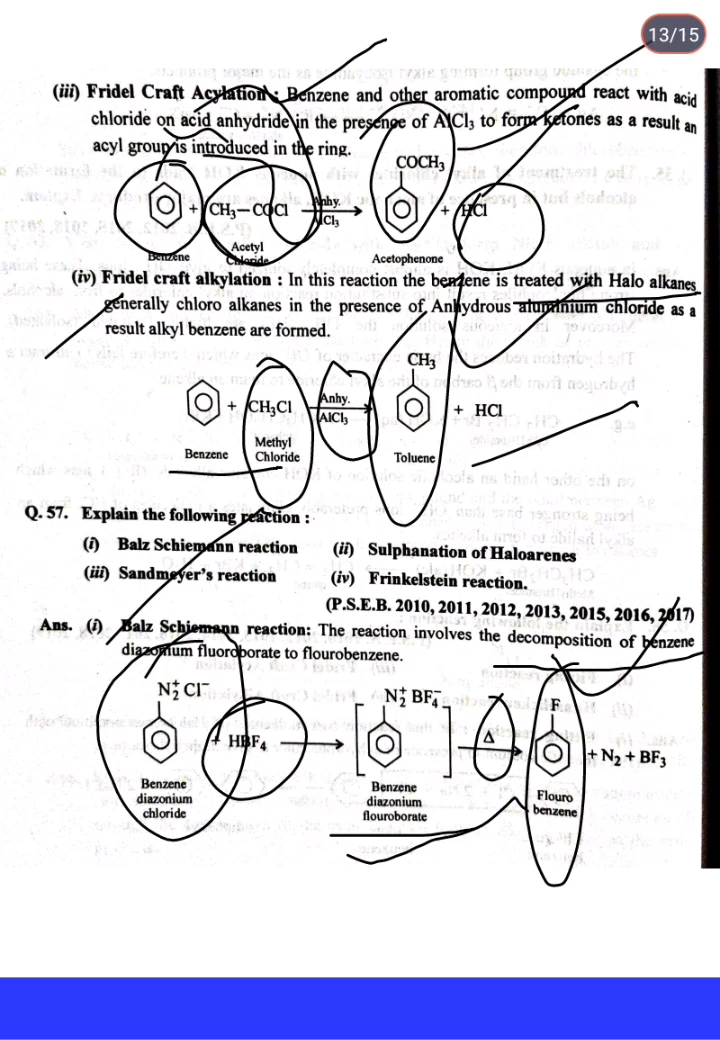 13/15
(iii) Fridel Craft Acylation : Benzene and other aromatic compound react with acid
chloride on acid anhydride in the presence of AlCl₃ to form ketones as a result an
acyl group is introduced in the ring.
COCH₃
+ CH₃–COCl Anhy. AlCl₃ + HCl
Benzene Acetyl Chloride Acetophenone
(iv) Fridel craft alkylation : In this reaction the benzene is treated with Halo alkanes
generally chloro alkanes in the presence of Anhydrous aluminium chloride as a
result alkyl benzene are formed.
CH₃
+ CH₃Cl Anhy. AlCl₃ + HCl
Benzene Methyl Chloride Toluene
Q. 57. Explain the following reaction :
(i) Balz Schiemann reaction (ii) Sulphanation of Haloarenes
(iii) Sandmeyer's reaction (iv) Frinkelstein reaction.
(P.S.E.B. 2010, 2011, 2012, 2013, 2015, 2016, 2017)
Ans. (i) Balz Schiemann reaction: The reaction involves the decomposition of benzene
diazonium fluoroborate to flourobenzene.
N₂⁺ Cl⁻ N₂⁺ BF₄⁻ F
+ HBF₄ Δ + N₂ + BF₃
Benzene diazonium chloride Benzene diazonium flouroborate Flouro benzene